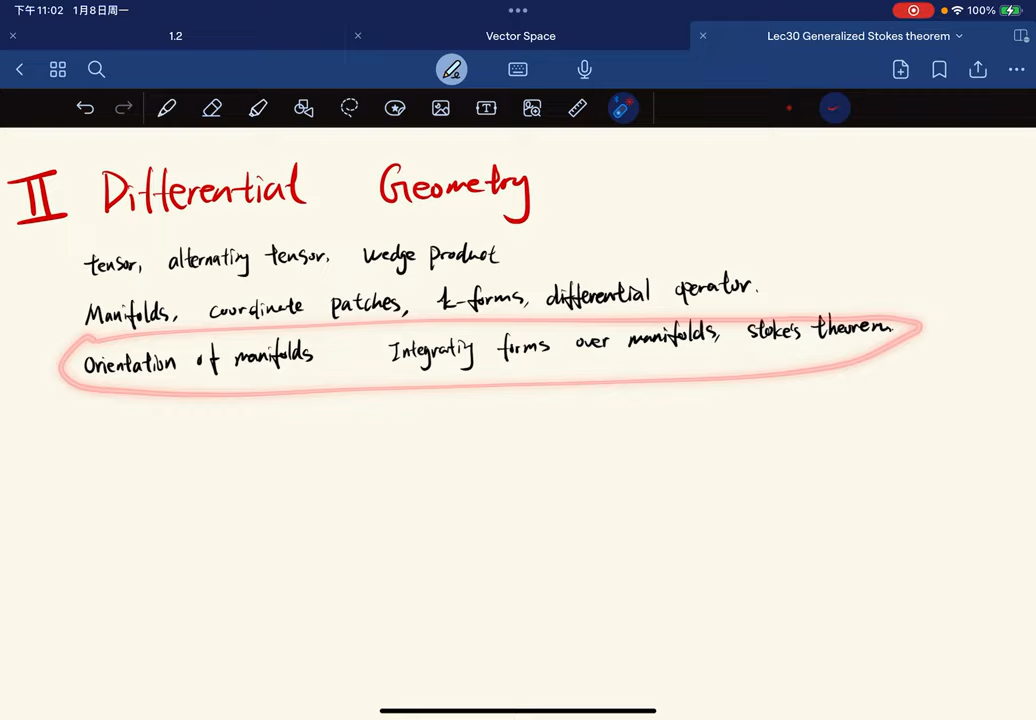 下午11:02 1月8日周一
100%
1.2
Vector Space
Lec30 Generalized Stokes theorem
II Differential Geometry
tensor, alternating tensor, wedge product
Manifolds, coordinate patches, k-forms, differential operator.
Orientation of manifolds Integrating forms over manifolds, stoke's theorem.